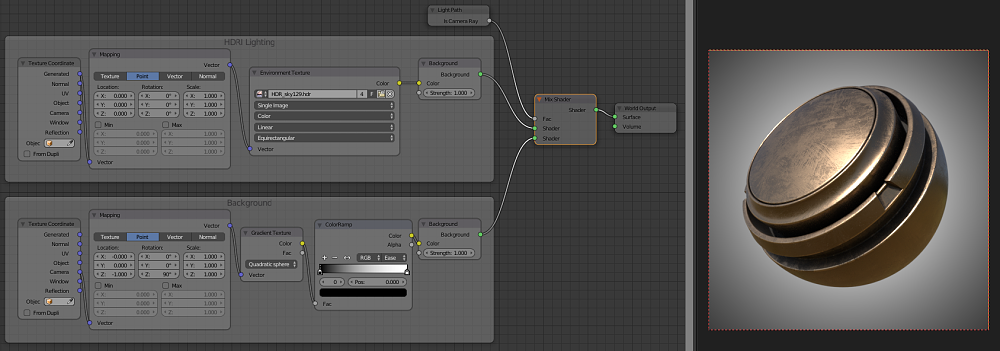 Light Path
Is Camera Ray
HDRI Lighting
Texture Coordinate
Generated
Normal
UV
Object
Camera
Window
Reflection
Objec
From Dupli
Mapping
Vector
Texture Point Vector Normal
Location: Rotation: Scale:
X: 0.000 X: 0° X: 1.000
Y: 0.000 Y: 0° Y: 1.000
Z: 0.000 Z: 0° Z: 1.000
Min Max
X: 0.000 X: 1.000
Y: 0.000 Y: 1.000
Z: 0.000 Z: 1.000
Vector
Environment Texture
Color
HDR_sky129.hdr 4 F
Single Image
Color
Linear
Equirectangular
Vector
Background
Background
Color
Strength: 1.000
Mix Shader
Shader
Fac
Shader
Shader
World Output
Surface
Volume
Background
Texture Coordinate
Generated
Normal
UV
Object
Camera
Window
Reflection
Objec
From Dupli
Mapping
Vector
Texture Point Vector Normal
Location: Rotation: Scale:
X: -0.000 X: 0° X: 1.000
Y: 0.000 Y: 0° Y: 1.000
Z: -1.000 Z: 90° Z: 1.000
Min Max
X: 0.000 X: 1.000
Y: 0.000 Y: 1.000
Z: 0.000 Z: 1.000
Vector
Gradient Texture
Color
Fac
Quadratic sphere
Vector
ColorRamp
Color
Alpha
RGB Ease
0 Pos: 0.000
Fac
Background
Background
Color
Strength: 1.000